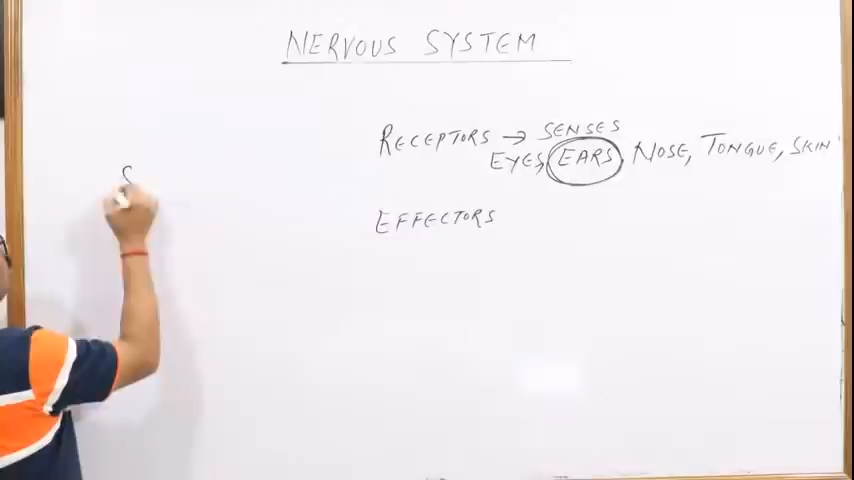 NERVOUS SYSTEM
RECEPTORS → SENSES
EYES, EARS, NOSE, TONGUE, SKIN
EFFECTORS
S